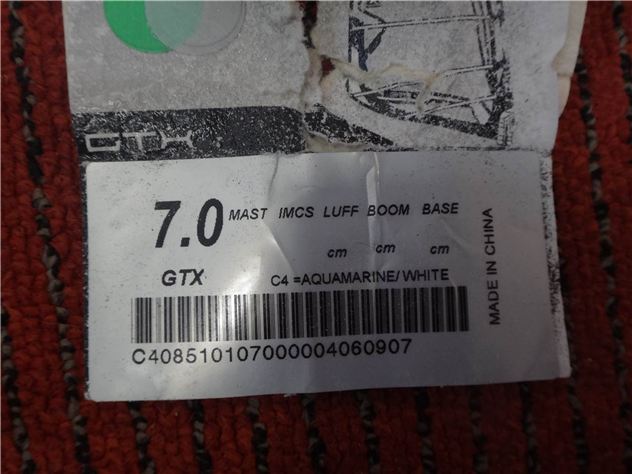 GTX
7.0 MAST IMCS LUFF BOOM BASE
cm cm cm
GTX C4 =AQUAMARINE/WHITE
C408510107000004060907
MADE IN CHINA